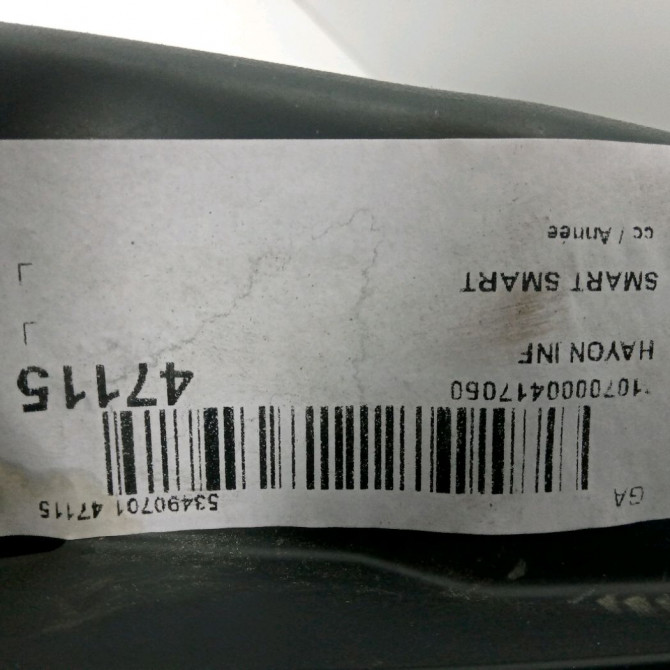 GA
53490701 47115
*1070000417060
47115
HAYON INF
SMART SMART
cc / Année